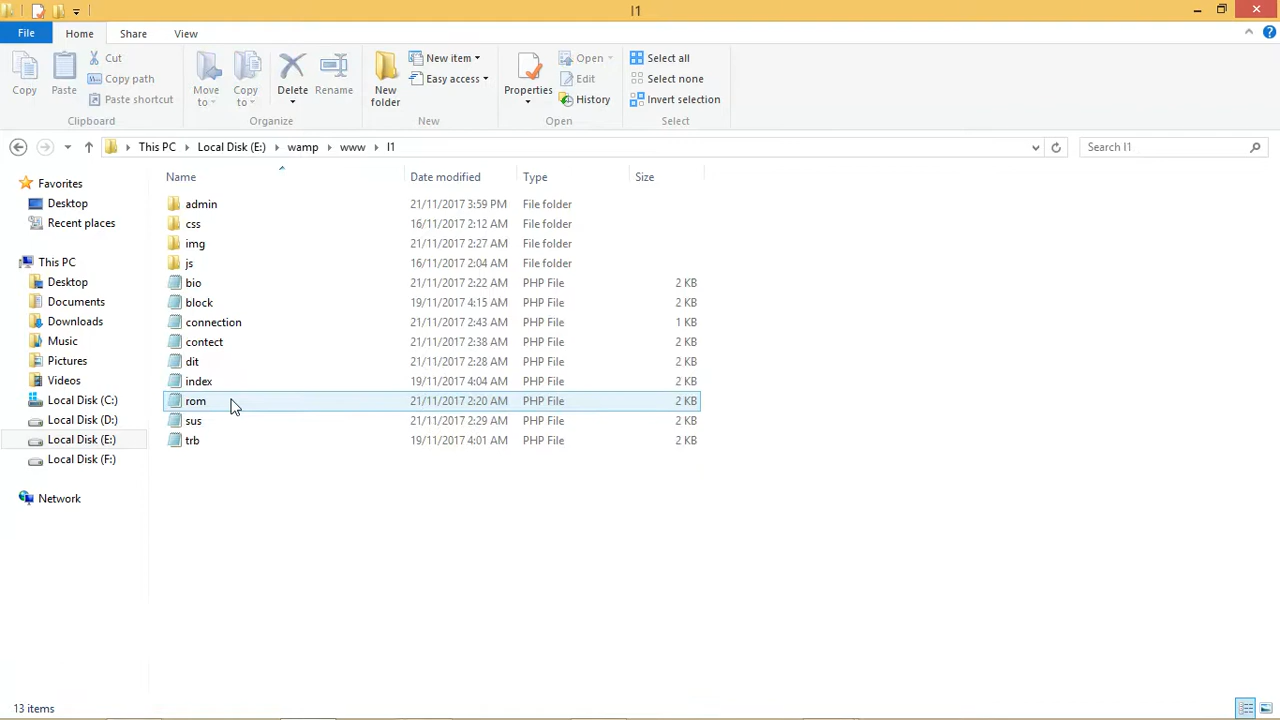 l1
File Home Share View
Copy Paste Cut Copy path Paste shortcut Move to Copy to Delete Rename New folder New item Easy access Properties Open Edit History Select all Select none Invert selection
Clipboard Organize New Open Select
This PC Local Disk (E:) wamp www l1 Search l1
Name Date modified Type Size
Favorites
Desktop
Recent places
This PC
Desktop
Documents
Downloads
Music
Pictures
Videos
Local Disk (C:)
Local Disk (D:)
Local Disk (E:)
Local Disk (F:)
Network
admin 21/11/2017 3:59 PM File folder
css 16/11/2017 2:12 AM File folder
img 21/11/2017 2:27 AM File folder
js 16/11/2017 2:04 AM File folder
bio 21/11/2017 2:22 AM PHP File 2 KB
block 19/11/2017 4:15 AM PHP File 2 KB
connection 21/11/2017 2:43 AM PHP File 1 KB
contect 21/11/2017 2:38 AM PHP File 2 KB
dit 21/11/2017 2:28 AM PHP File 2 KB
index 19/11/2017 4:04 AM PHP File 2 KB
rom 21/11/2017 2:20 AM PHP File 2 KB
sus 21/11/2017 2:29 AM PHP File 2 KB
trb 19/11/2017 4:01 AM PHP File 2 KB
13 items